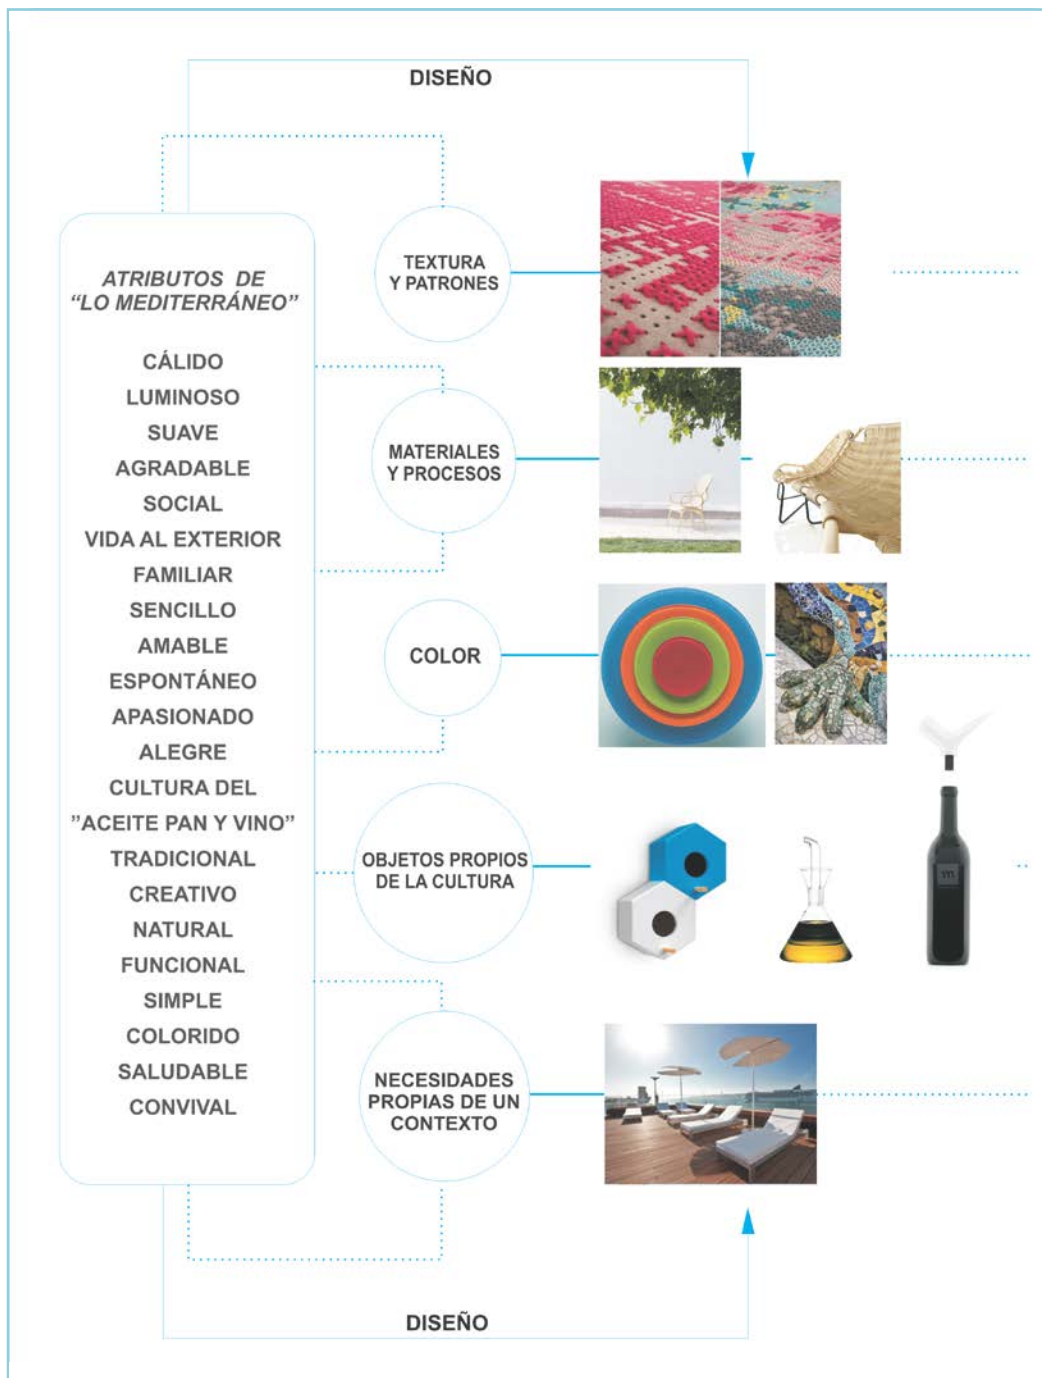 DISEÑO
ATRIBUTOS DE
“LO MEDITERRÁNEO”
CÁLIDO
LUMINOSO
SUAVE
AGRADABLE
SOCIAL
VIDA AL EXTERIOR
FAMILIAR
SENCILLO
AMABLE
ESPONTÁNEO
APASIONADO
ALEGRE
CULTURA DEL
”ACEITE PAN Y VINO”
TRADICIONAL
CREATIVO
NATURAL
FUNCIONAL
SIMPLE
COLORIDO
SALUDABLE
CONVIVAL
TEXTURA
Y PATRONES
MATERIALES
Y PROCESOS
COLOR
OBJETOS PROPIOS
DE LA CULTURA
m
NECESIDADES
PROPIAS DE UN
CONTEXTO
DISEÑO